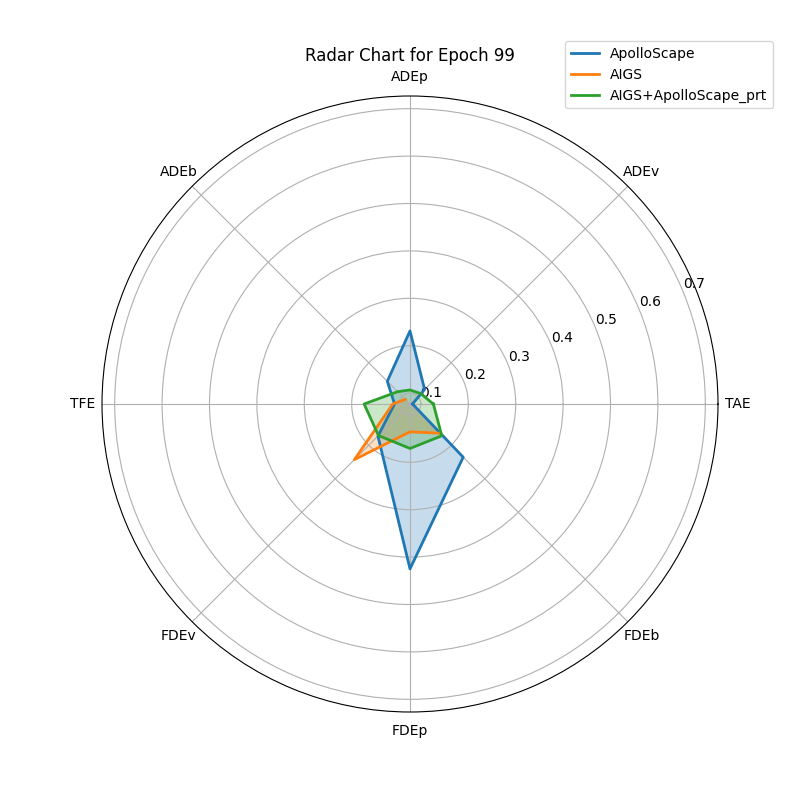 Radar Chart for Epoch 99
ApolloScape
AIGS
AIGS+ApolloScape_prt
ADEp
ADEb
ADEv
0.7
0.6
0.5
0.4
0.3
0.2
0.1
TFE
TAE
FDEv
FDEb
FDEp